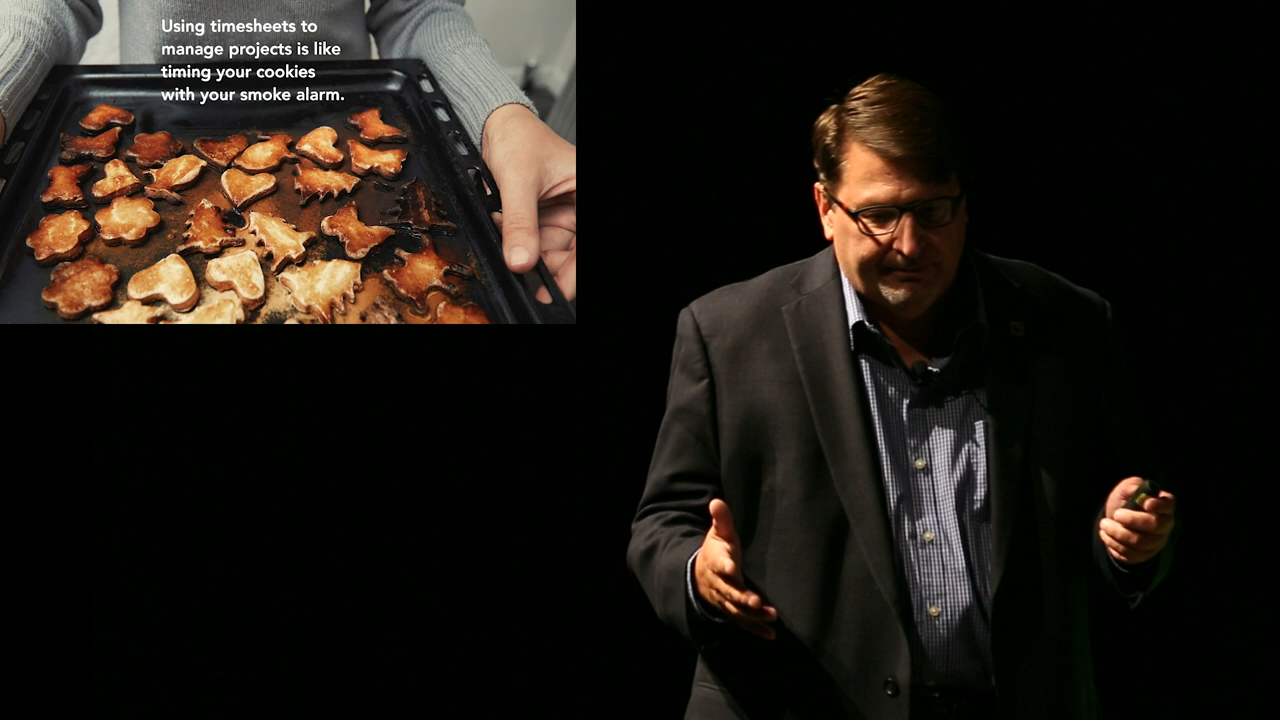 Using timesheets to
manage projects is like
timing your cookies
with your smoke alarm.